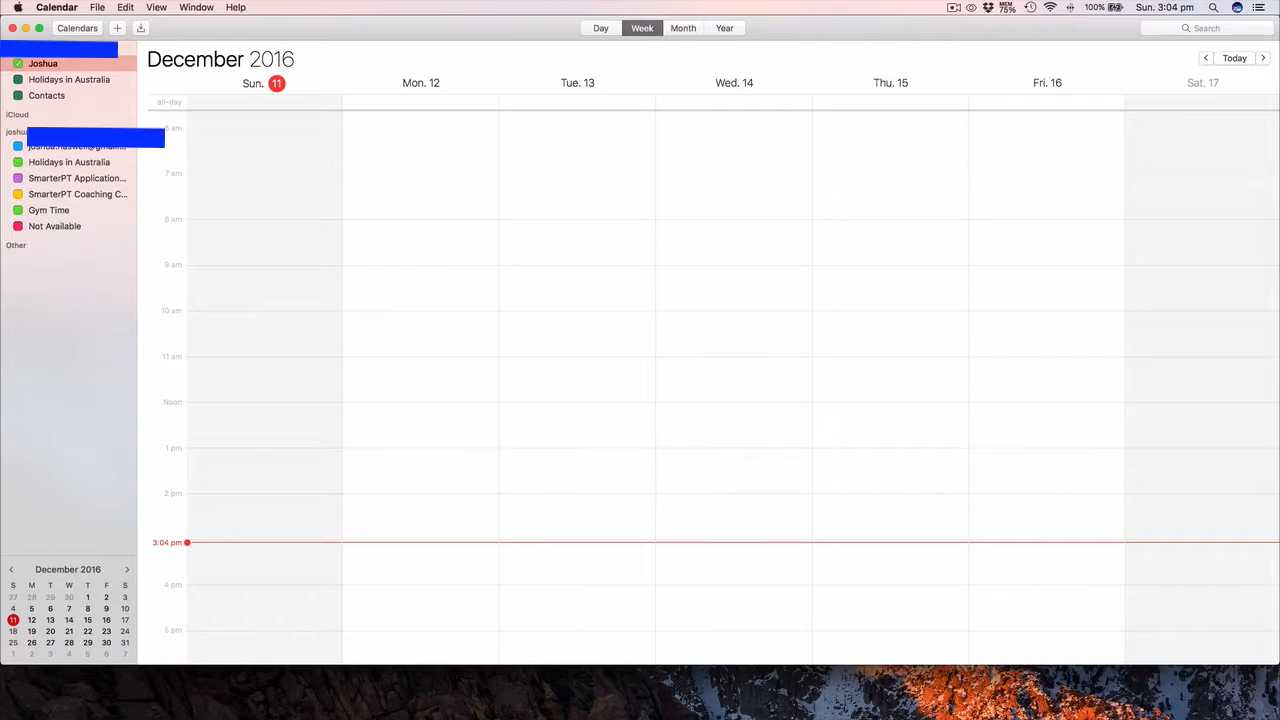 Calendar File Edit View Window Help MEM 75% 100% Sun. 3:04 pm
Calendars + Day Week Month Year Search
December 2016 Today
Sun. 11 Mon. 12 Tue. 13 Wed. 14 Thu. 15 Fri. 16 Sat. 17
Joshua
Holidays in Australia
Contacts
iCloud
joshua
Holidays in Australia
SmarterPT Application...
SmarterPT Coaching C...
Gym Time
Not Available
Other
all-day
am
7 am
8 am
9 am
10 am
11 am
Noon
1 pm
2 pm
3:04 pm
4 pm
5 pm
December 2016
S M T W T F S
27 28 29 30 1 2 3
4 5 6 7 8 9 10
11 12 13 14 15 16 17
18 19 20 21 22 23 24
25 26 27 28 29 30 31
1 2 3 4 5 6 7